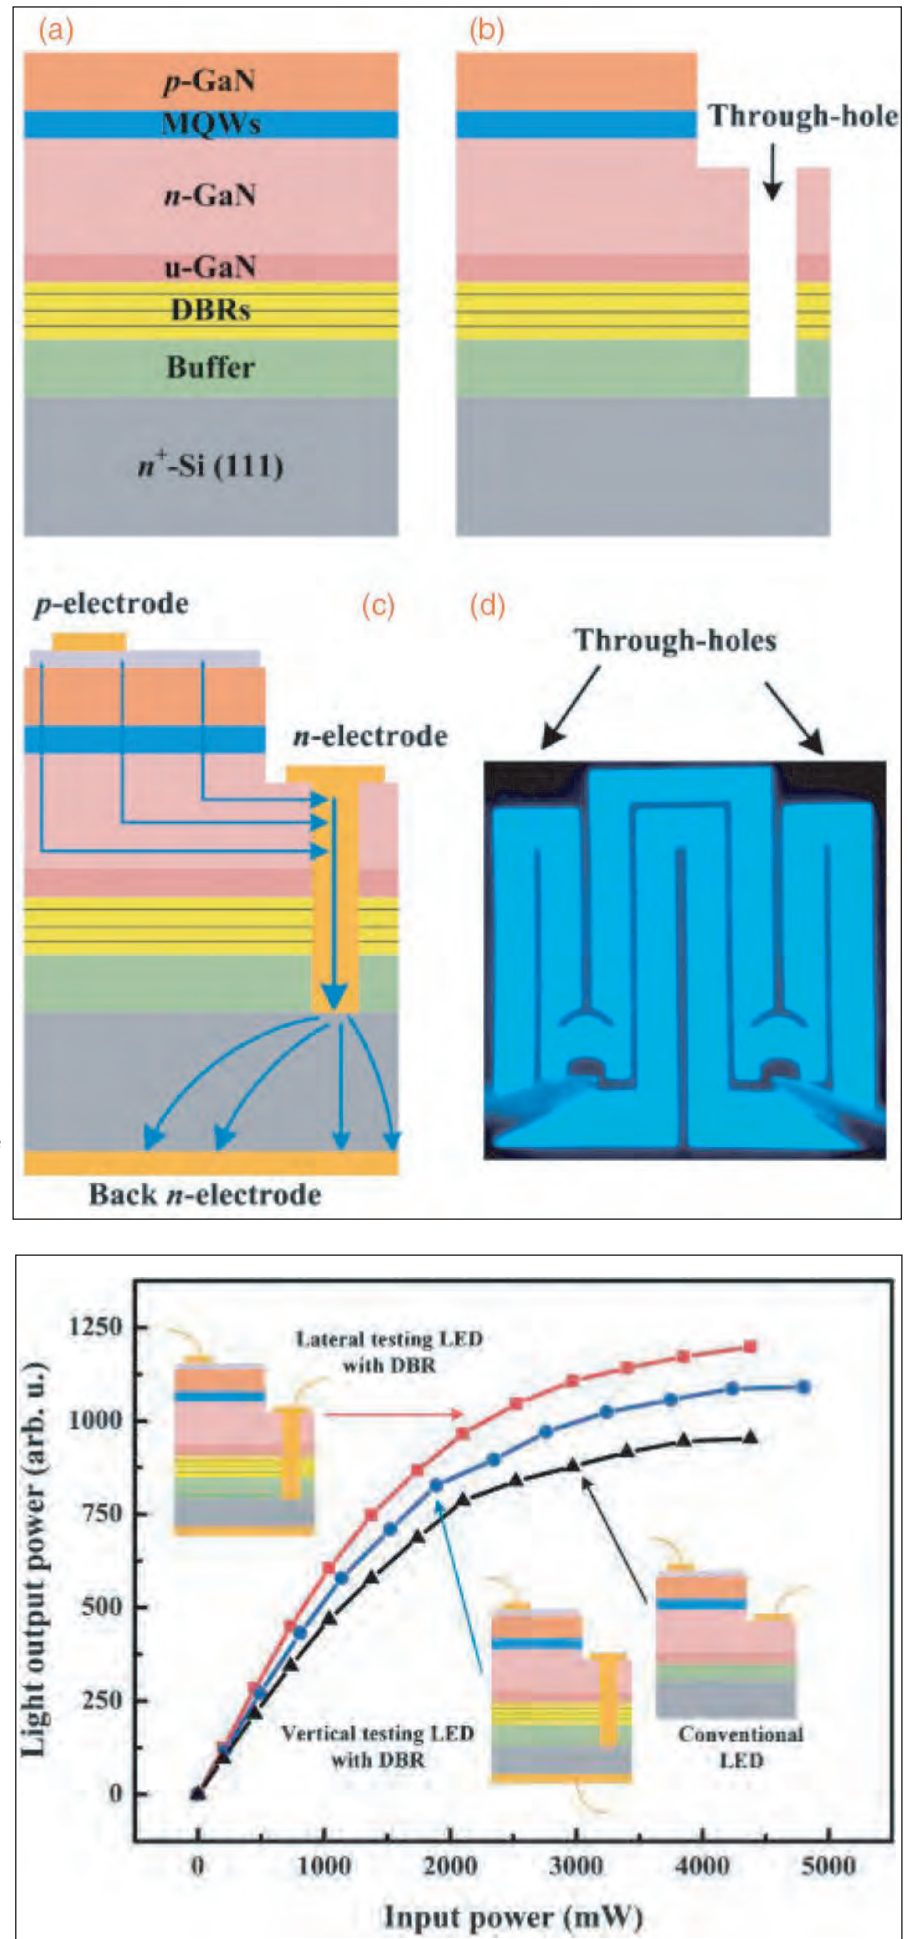 (a)
p-GaN
MQWs
n-GaN
u-GaN
DBRs
Buffer
n⁺-Si (111)
(b)
Through-hole
p-electrode
(c)
n-electrode
Back n-electrode
(d)
Through-holes
Light output power (arb. u.)
1250
1000
750
500
250
0
Lateral testing LED
with DBR
Vertical testing LED
with DBR
Conventional
LED
0 1000 2000 3000 4000 5000
Input power (mW)